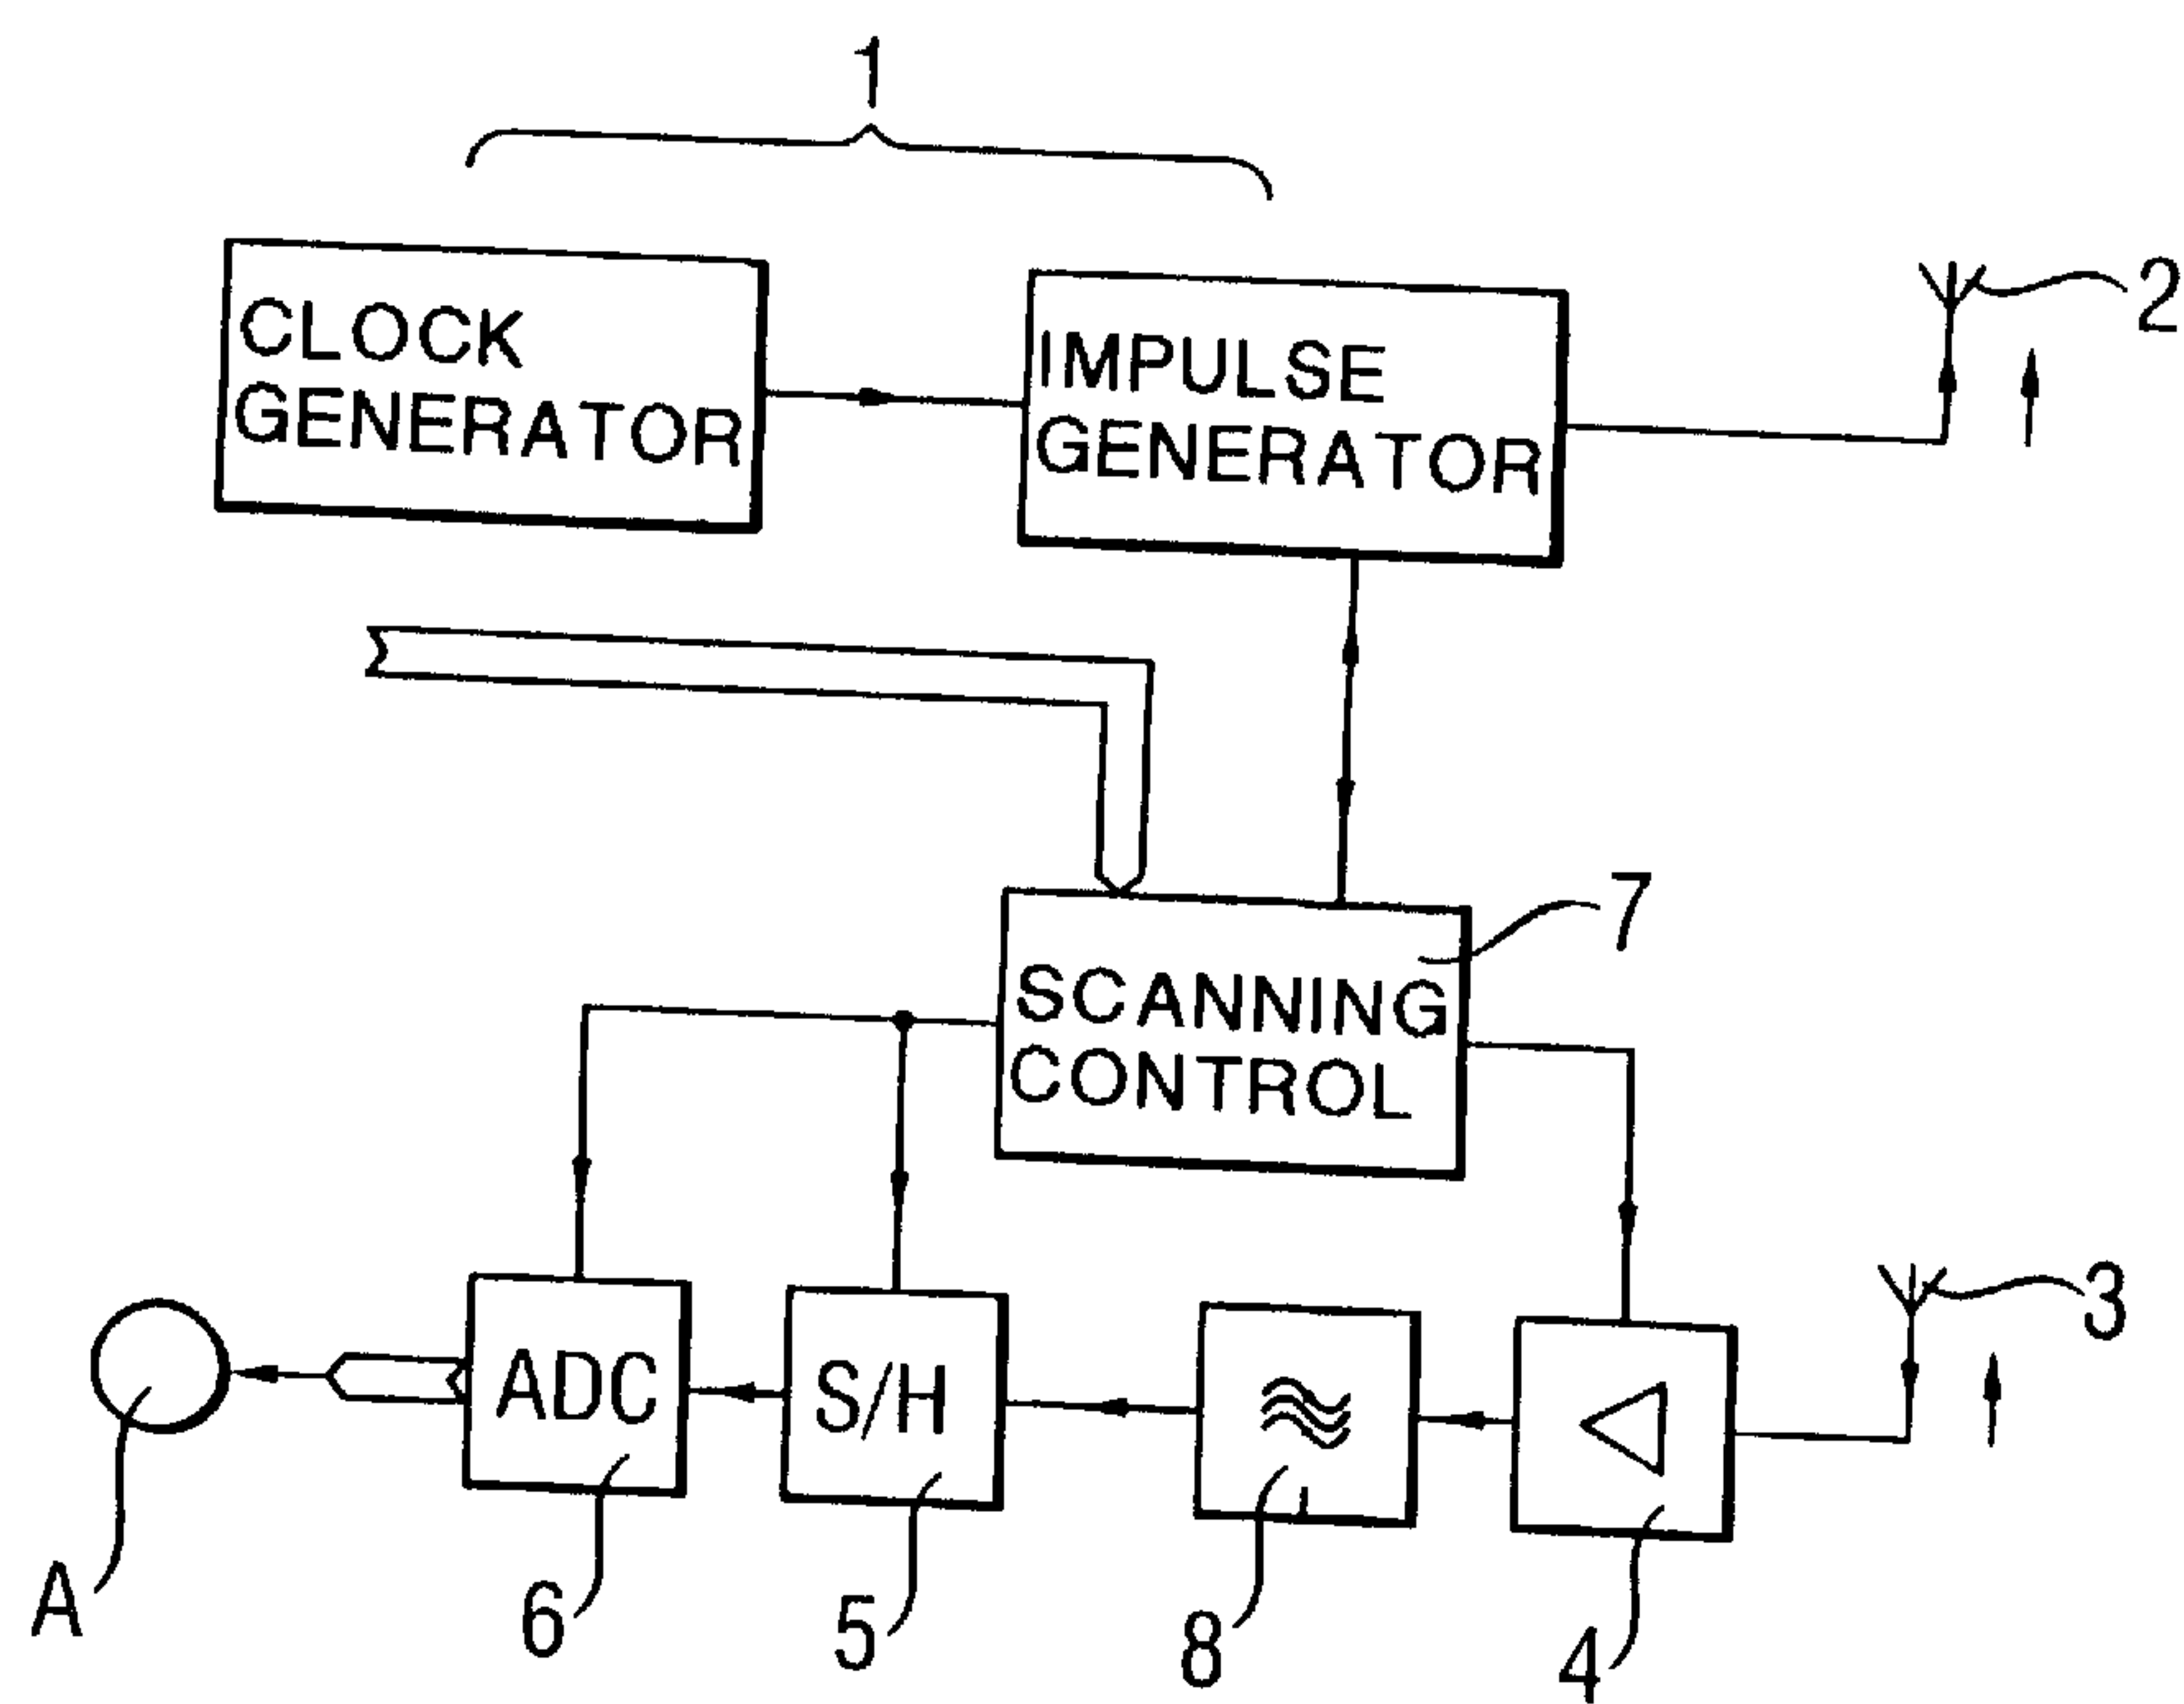 1
CLOCK
GENERATOR
IMPULSE
GENERATOR
2
7
SCANNING
CONTROL
3
ADC
S/H
A
6
5
8
4